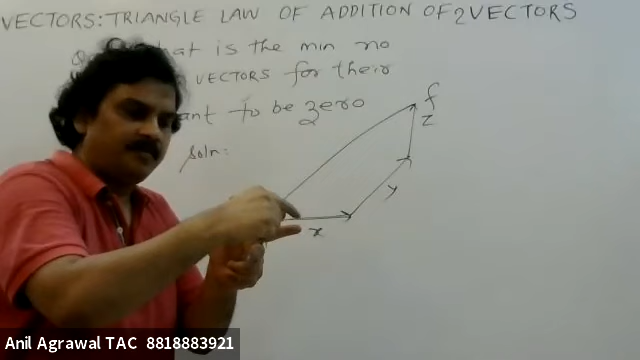 VECTORS: TRIANGLE LAW OF ADDITION OF 2 VECTORS
hat is the min no
VECTORS for their
ant to be zero
Soln:
f
z
y
x
Anil Agrawal TAC 8818883921